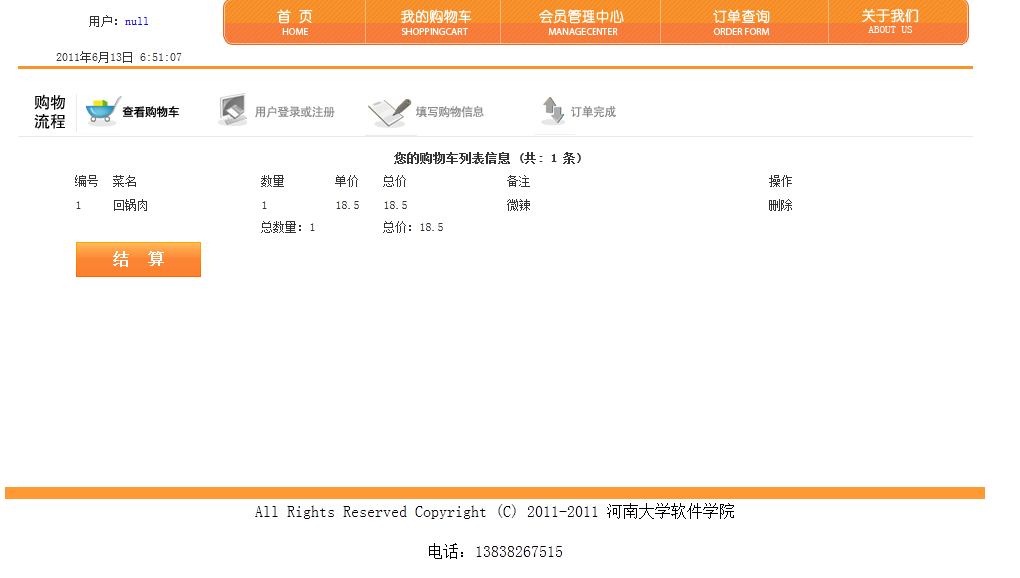 用户：null
首 页
HOME
我的购物车
SHOPPINGCART
会员管理中心
MANAGECENTER
订单查询
ORDER FORM
关于我们
ABOUT US
2011年6月13日 6:51:07
购物
流程
查看购物车
用户登录或注册
填写购物信息
订单完成
您的购物车列表信息（共：1 条）
编号 菜名 数量 单价 总价 备注 操作
1 回锅肉 1 18.5 18.5 微辣 删除
总数量：1 总价：18.5
结 算
All Rights Reserved Copyright (C) 2011-2011 河南大学软件学院
电话：13838267515